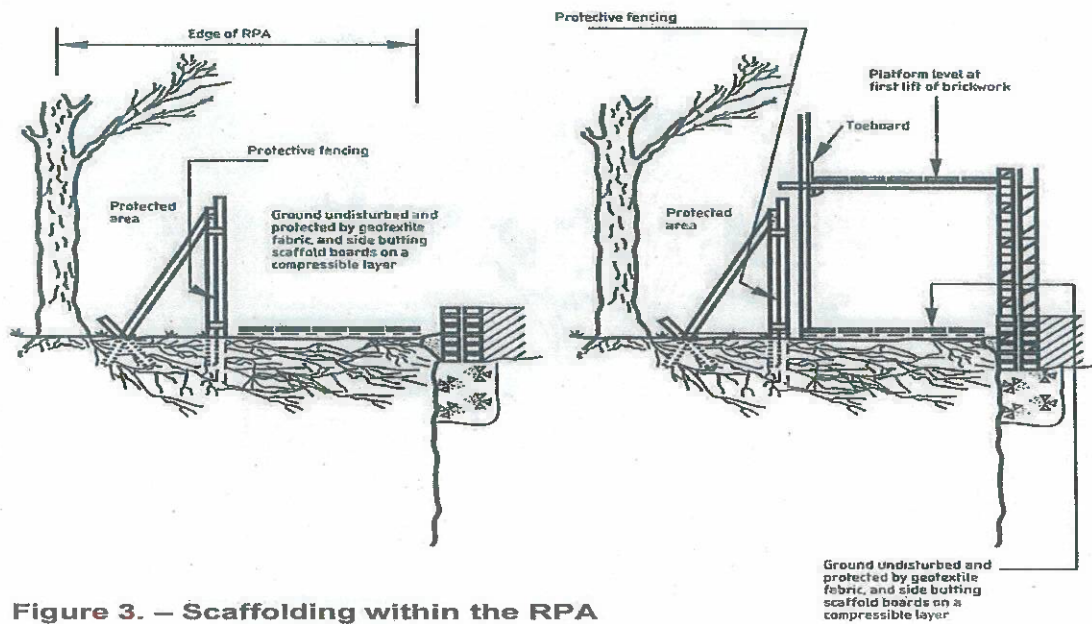 Edge of RPA
Protective fencing
Protected
area
Ground undisturbed and
protected by geotextile
fabric, and side butting
scaffold boards on a
compressible layer
Protective fencing
Platform level at
first lift of brickwork
Toeboard
Protected
area
Ground undisturbed and
protected by geotextile
fabric, and side butting
scaffold boards on a
compressible layer
Figure 3. – Scaffolding within the RPA